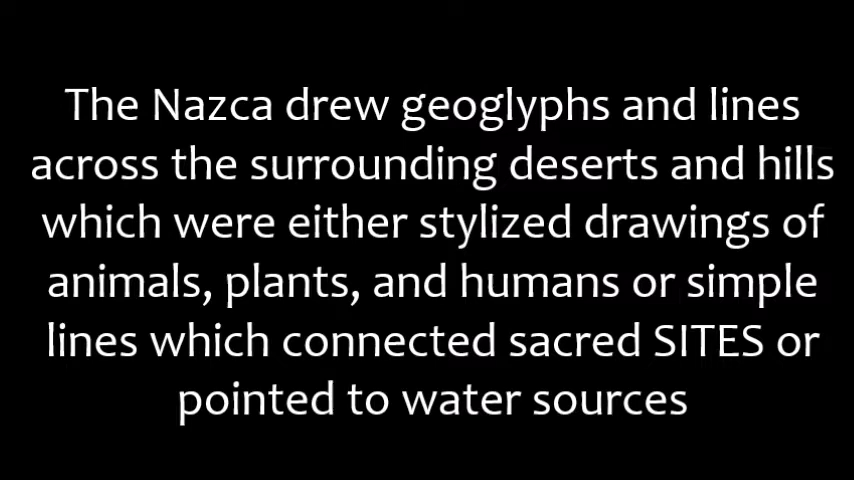 The Nazca drew geoglyphs and lines
across the surrounding deserts and hills
which were either stylized drawings of
animals, plants, and humans or simple
lines which connected sacred SITES or
pointed to water sources